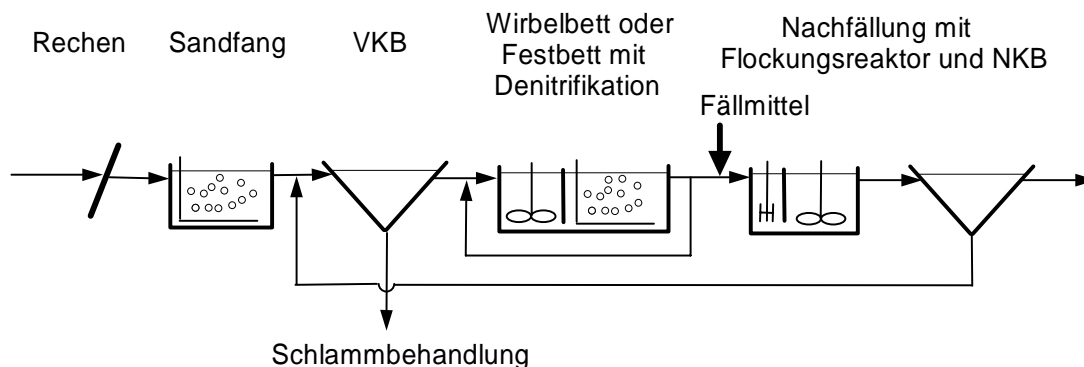 Rechen
Sandfang
VKB
Wirbelbett oder
Festbett mit
Denitrifikation
Nachfällung mit
Flockungsreaktor und NKB
Fällmittel
Schlammbehandlung